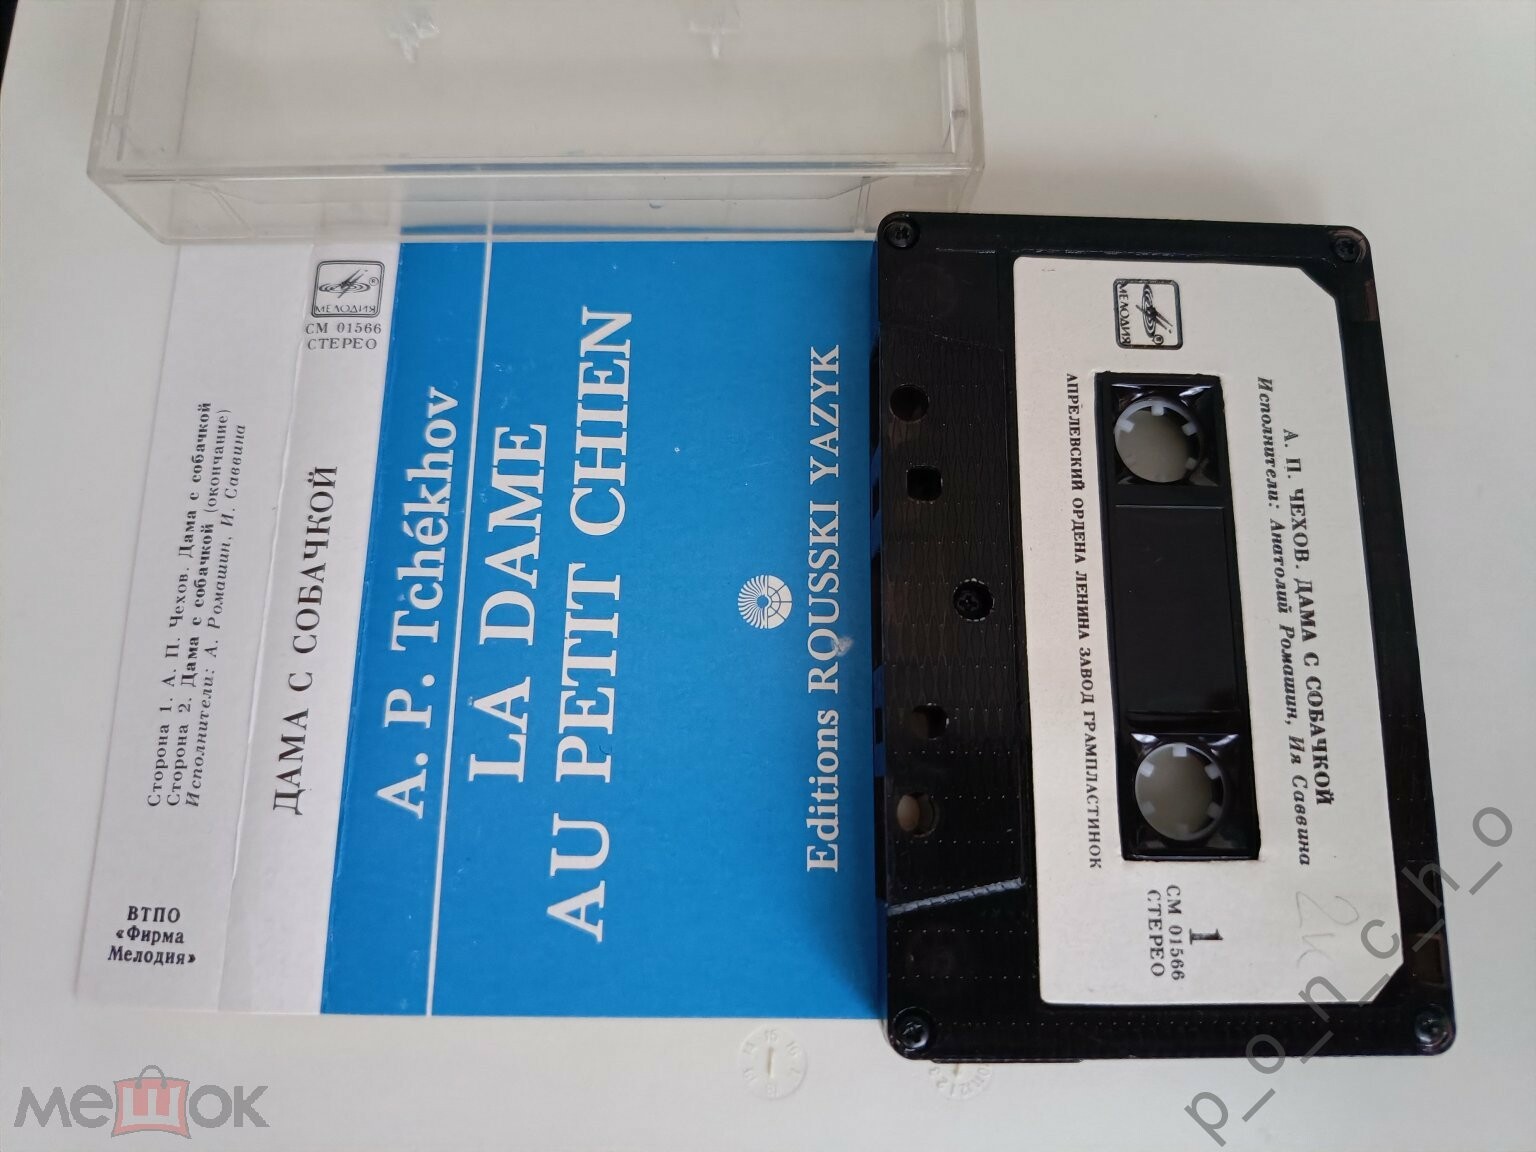 Сторона 1. А. П. Чехов. Дама с собачкой
Сторона 2. Дама с собачкой (окончание)
Исполнители: А. Ромашин, И. Саввина
ВТПО
«Фирма
Мелодия»
ДАМА С СОБАЧКОЙ
МЕЛОДИЯ
СМ 01566
СТЕРЕО
A. P. Tchékhov
LA DAME
AU PETIT CHIEN
Editions ROUSSKI YAZYK
МЕЛОДИЯ
А. П. ЧЕХОВ. ДАМА С СОБАЧКОЙ
Исполнители: Анатолий Ромашин, Ия Саввина
АПРЕЛЕВСКИЙ ОРДЕНА ЛЕНИНА ЗАВОД ГРАМПЛАСТИНОК
1
СМ 01566
СТЕРЕО
мешок
p_o_n_c_h_o